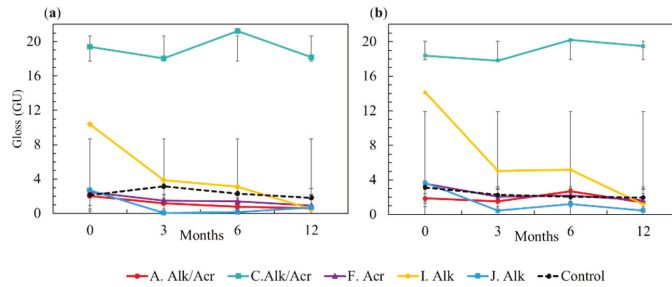 (a)
(b)
Gloss (GU)
20
16
12
8
4
0
20
16
12
8
4
0
0 3 6 12
Months
0 3 6 12
Months
A. Alk/Acr C.Alk/Acr F. Acr I. Alk J. Alk Control